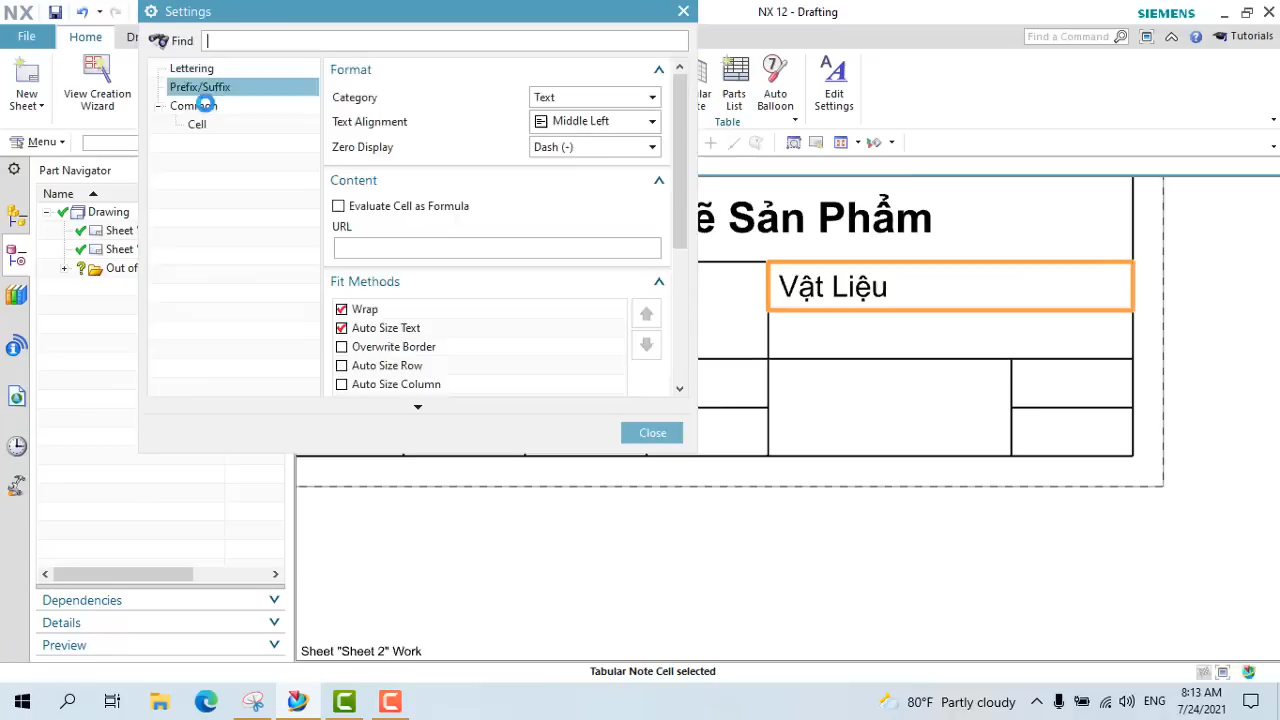 NX
Settings
NX 12 - Drafting
SIEMENS
File
Home
Find
Find a Command
Tutorials
New Sheet
View Creation Wizard
Parts List
Auto Balloon
Edit Settings
Table
Menu
Lettering
Prefix/Suffix
Cell
Format
Category
Text
Text Alignment
Middle Left
Zero Display
Dash (-)
Content
Evaluate Cell as Formula
URL
Fit Methods
Wrap
Auto Size Text
Overwrite Border
Auto Size Row
Auto Size Column
Close
Part Navigator
Name
Drawing
Sheet
Sheet
Out of
Sản Phẩm
Vật Liệu
Dependencies
Details
Preview
Sheet "Sheet 2" Work
Tabular Note Cell selected
80°F Partly cloudy
ENG
8:13 AM
7/24/2021